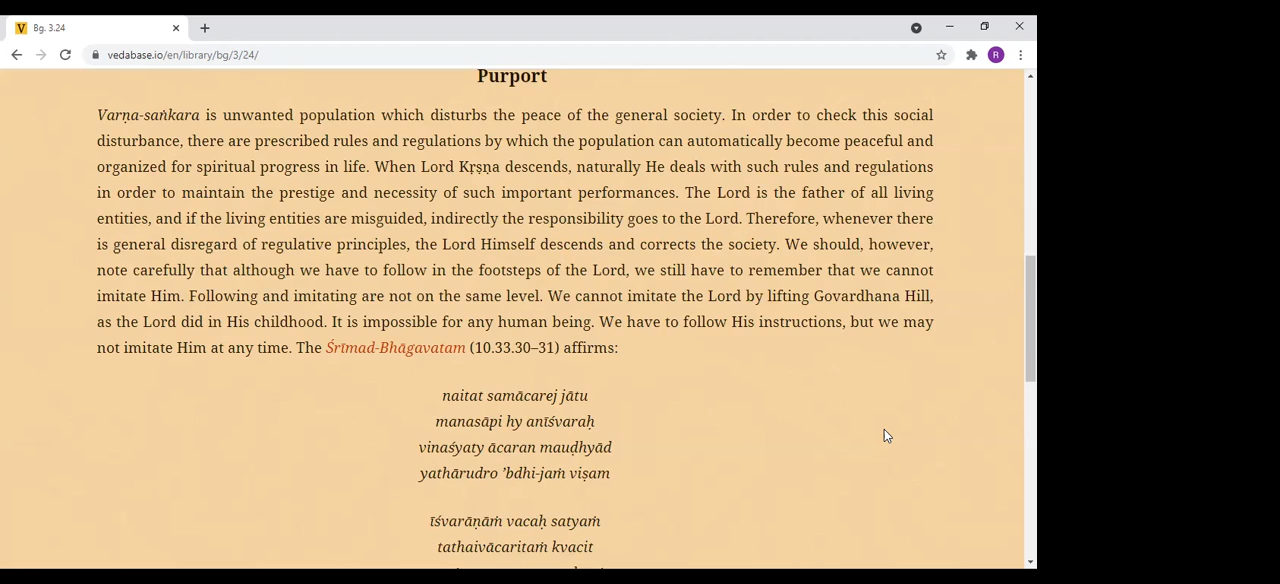 Bg. 3.24
vedabase.io/en/library/bg/3/24/
R
Purport
Varṇa-saṅkara is unwanted population which disturbs the peace of the general society. In order to check this social
disturbance, there are prescribed rules and regulations by which the population can automatically become peaceful and
organized for spiritual progress in life. When Lord Kṛṣṇa descends, naturally He deals with such rules and regulations
in order to maintain the prestige and necessity of such important performances. The Lord is the father of all living
entities, and if the living entities are misguided, indirectly the responsibility goes to the Lord. Therefore, whenever there
is general disregard of regulative principles, the Lord Himself descends and corrects the society. We should, however,
note carefully that although we have to follow in the footsteps of the Lord, we still have to remember that we cannot
imitate Him. Following and imitating are not on the same level. We cannot imitate the Lord by lifting Govardhana Hill,
as the Lord did in His childhood. It is impossible for any human being. We have to follow His instructions, but we may
not imitate Him at any time. The Śrīmad-Bhāgavatam (10.33.30–31) affirms:
naitat samācarej jātu
manasāpi hy anīśvaraḥ
vinaśyaty ācaran mauḍhyād
yathārudro ’bdhi-jaṁ viṣam
īśvarāṇāṁ vacaḥ satyaṁ
tathaivācaritaṁ kvacit